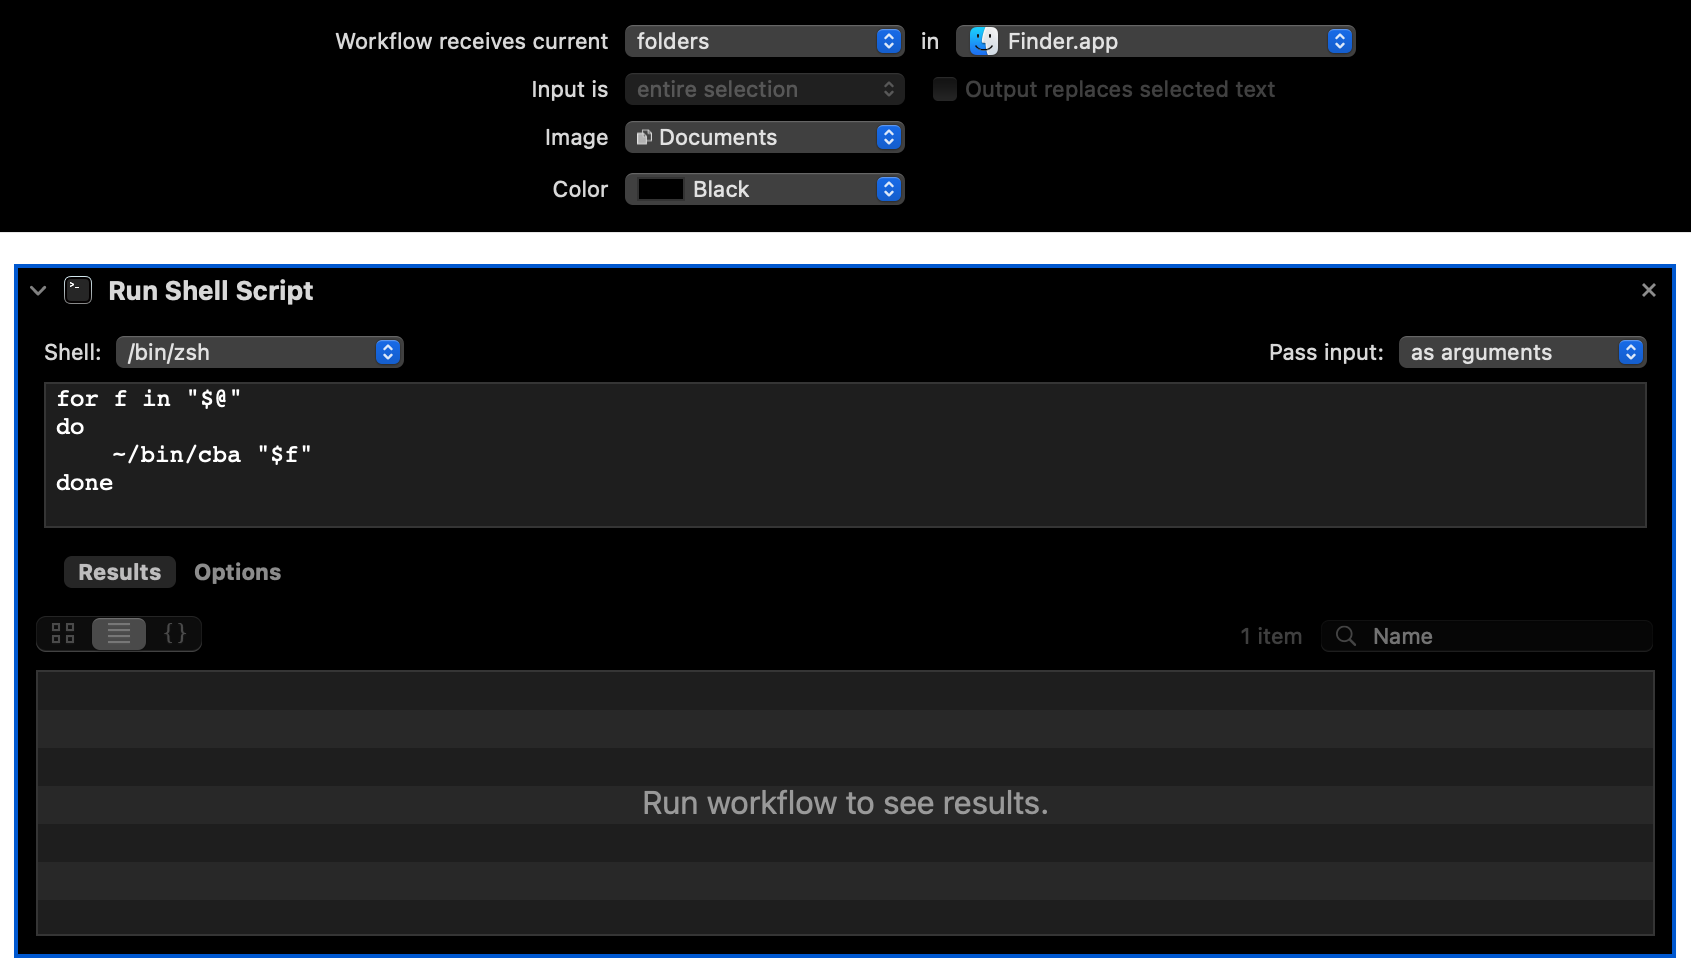 Workflow receives current folders in Finder.app
Input is entire selection Output replaces selected text
Image Documents
Color Black
Run Shell Script
Shell: /bin/zsh Pass input: as arguments
for f in "$@"
do
    ~/bin/cba "$f"
done
Results Options
1 item Name
Run workflow to see results.